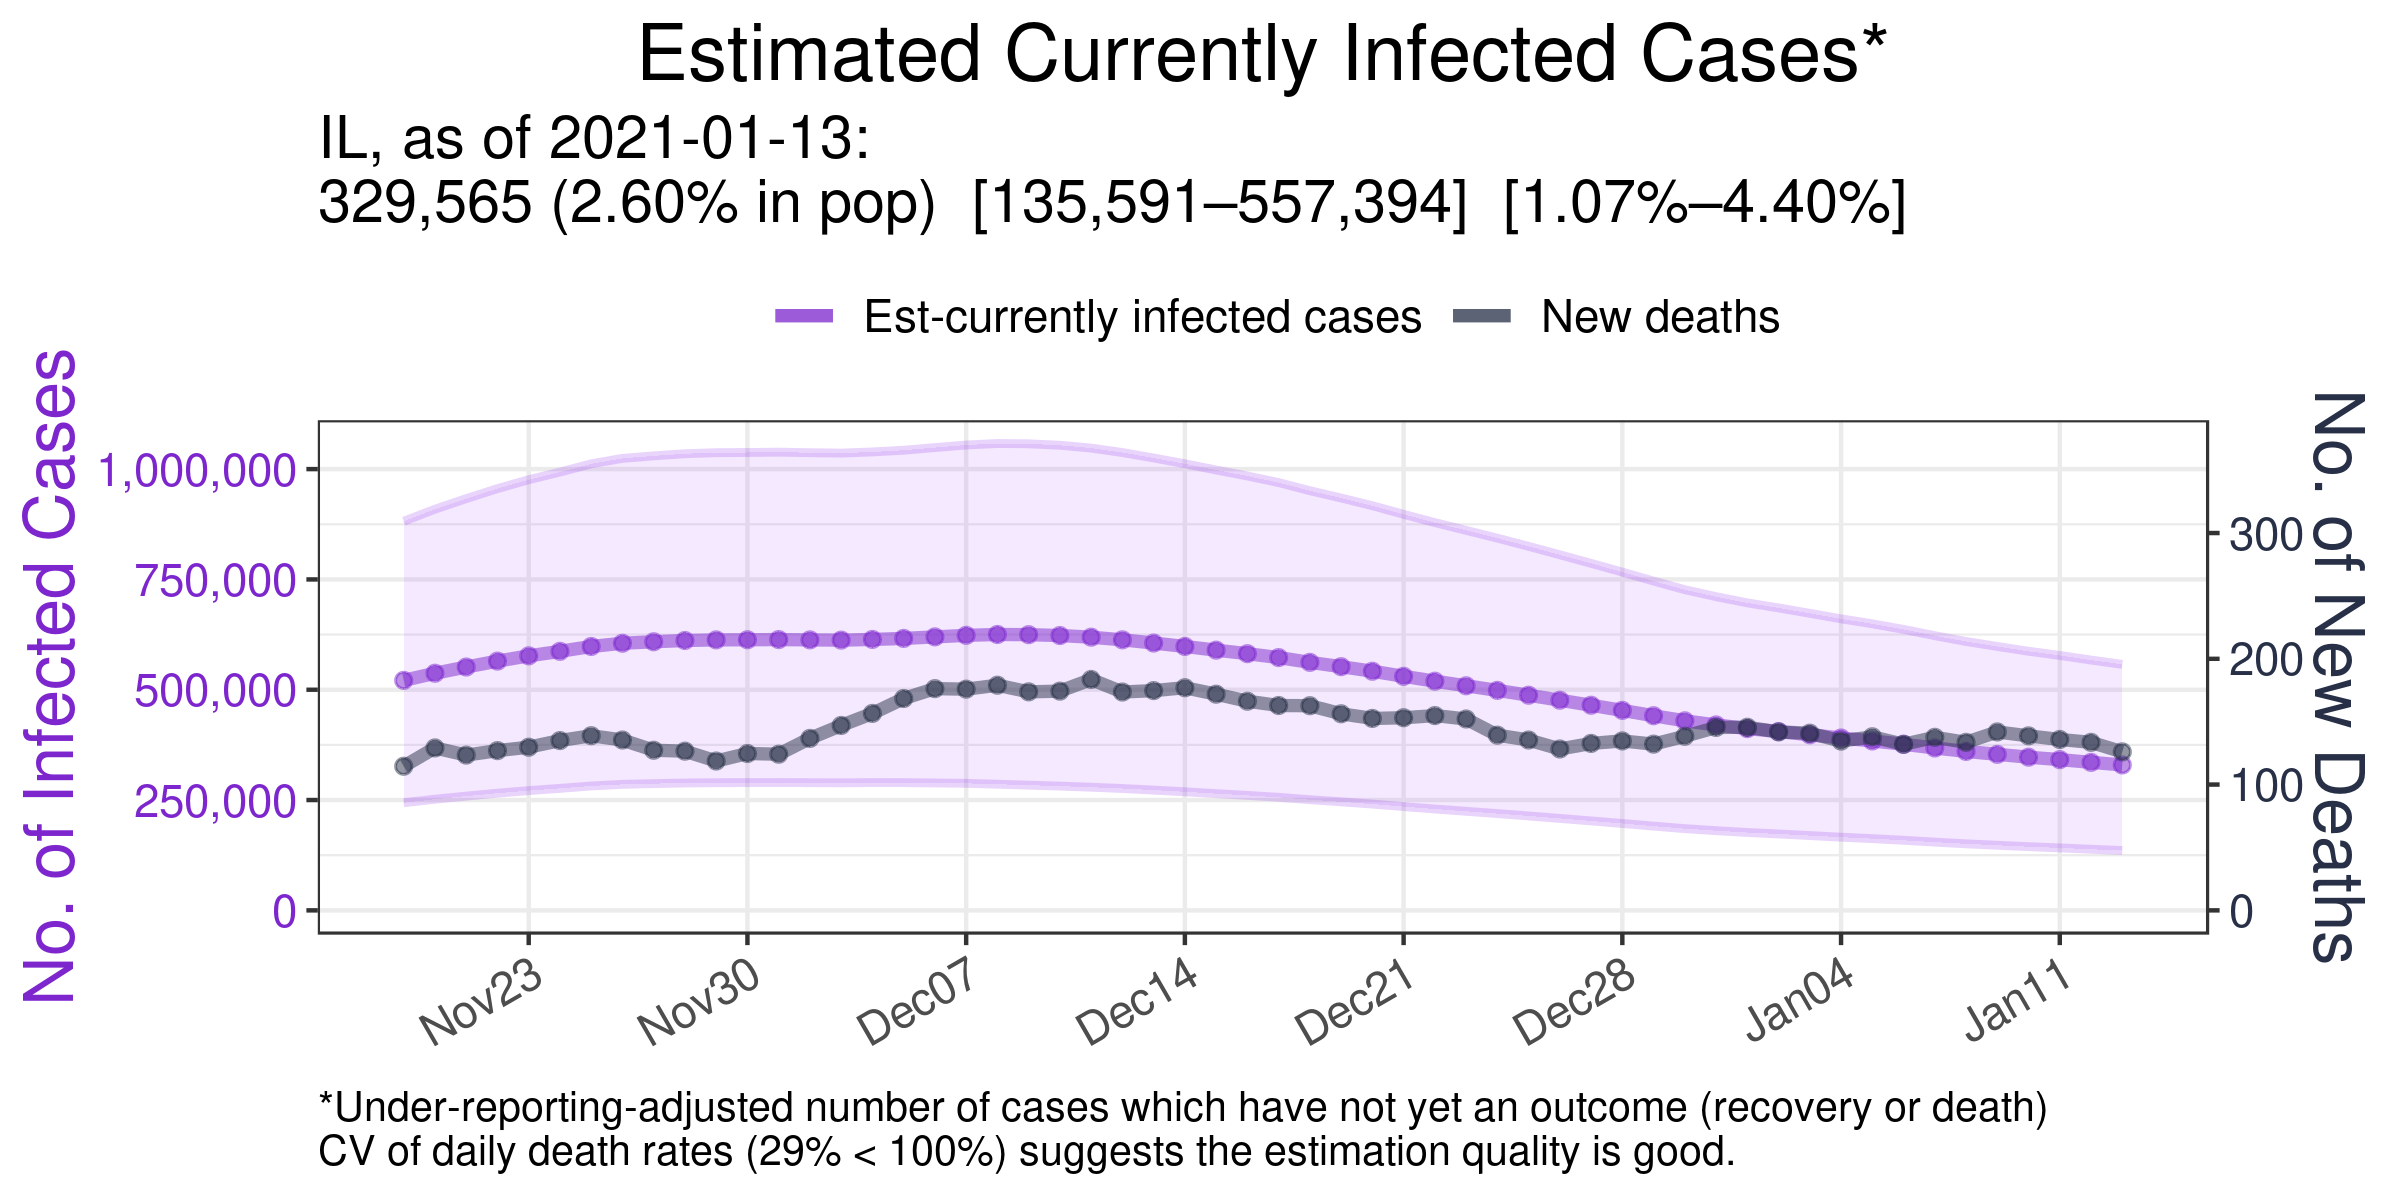 Estimated Currently Infected Cases*
IL, as of 2021-01-13:
329,565 (2.60% in pop)  [135,591–557,394]  [1.07%–4.40%]
Est-currently infected cases
New deaths
No. of Infected Cases
1,000,000
750,000
500,000
250,000
0
300
200
100
0
No. of New Deaths
Nov23
Nov30
Dec07
Dec14
Dec21
Dec28
Jan04
Jan11
*Under-reporting-adjusted number of cases which have not yet an outcome (recovery or death)
CV of daily death rates (29% < 100%) suggests the estimation quality is good.